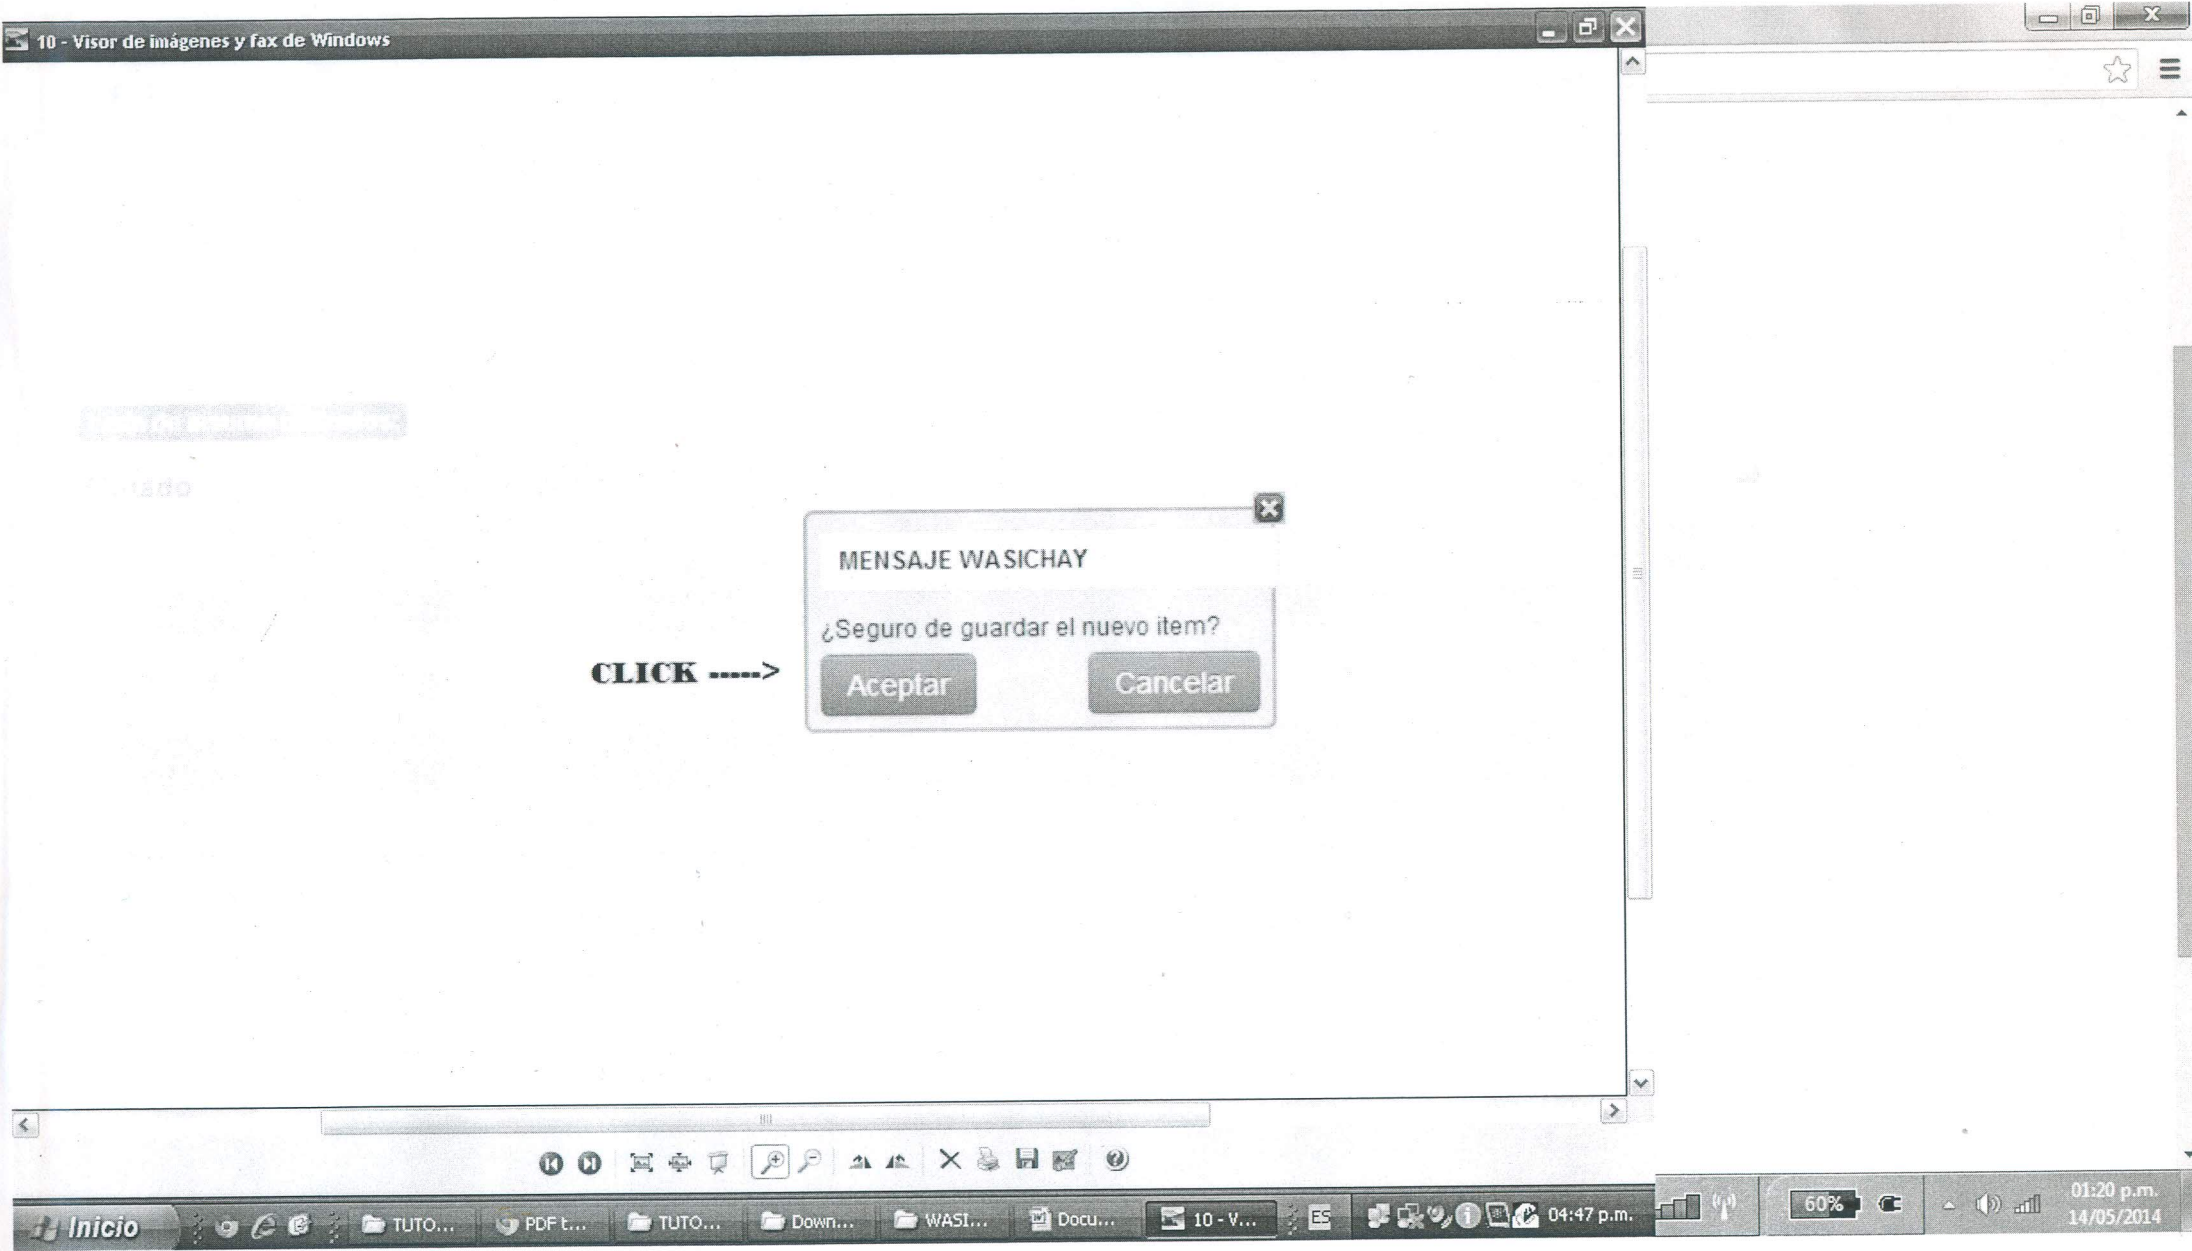 10 - Visor de imágenes y fax de Windows
MENSAJE WASICHAY
¿Seguro de guardar el nuevo item?
CLICK ----->
Aceptar
Cancelar
Inicio
TUTO...
PDF t...
TUTO...
Down...
WASI...
Docu...
10 - V...
ES
04:47 p.m.
60%
01:20 p.m.
14/05/2014